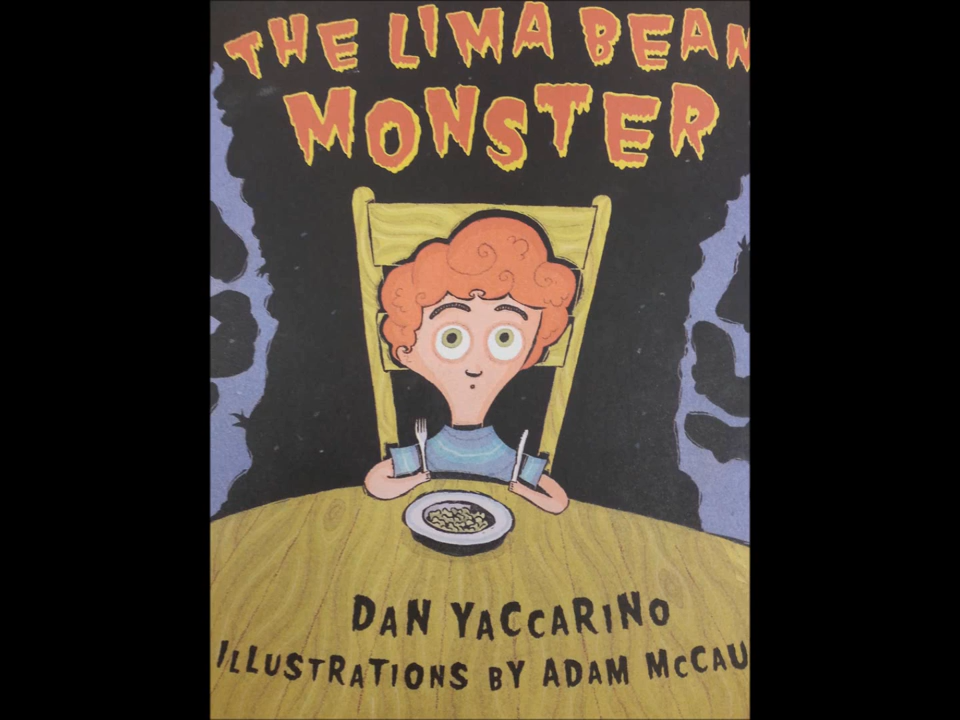 THE LIMA BEAN
MONSTER
DAN YACCARINO
ILLUSTRATIONS BY ADAM MCCAU